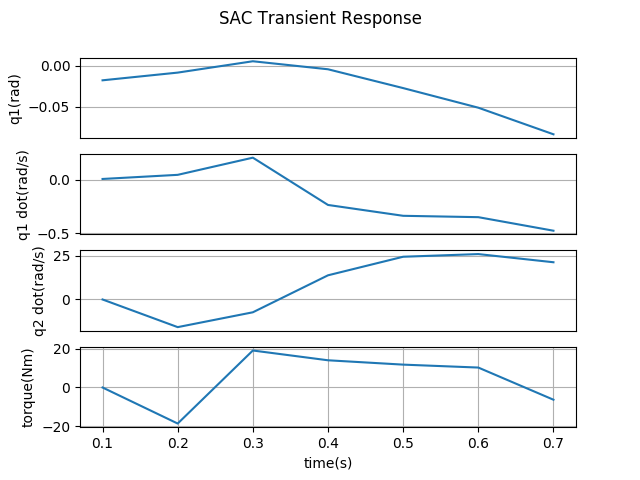 SAC Transient Response
q1(rad)
0.00
−0.05
q1 dot(rad/s)
0.0
−0.5
q2 dot(rad/s)
25
0
torque(Nm)
20
0
−20
0.1 0.2 0.3 0.4 0.5 0.6 0.7
time(s)